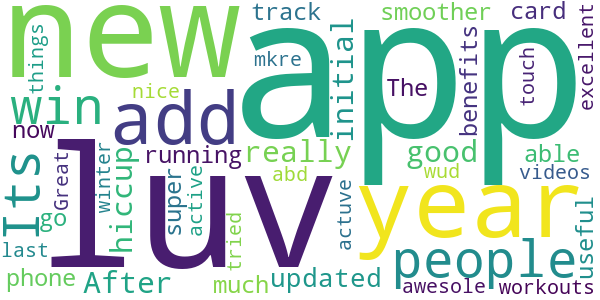 new
app
track
smoother
card
excellent
things
mkre
initial
benefits
touch
The
win
nice
add
now
running
really
good
able
Its
Great
winter
hiccup
super
active
abd
luv
wud
videos
go
tried
actuve
year
people
useful
last
phone
After
much
updated
awesole
workouts